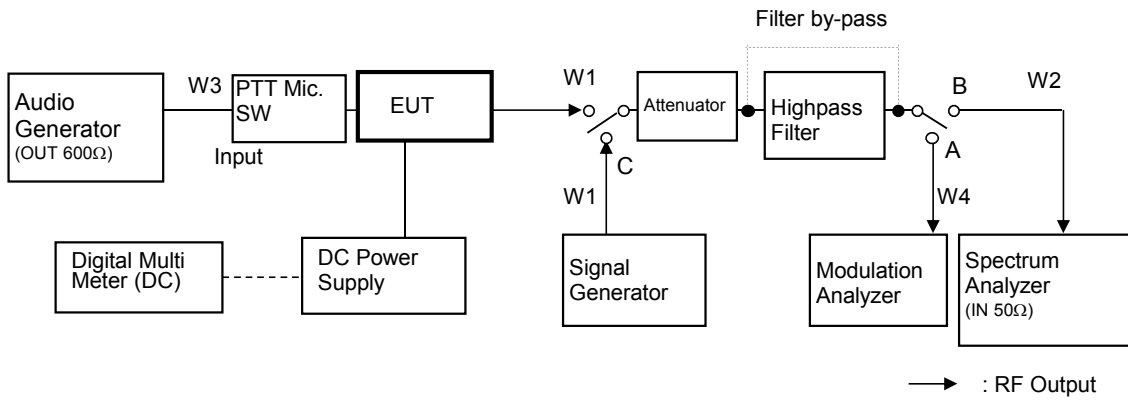 Filter by-pass
Audio
Generator
(OUT 600Ω)
W3
Input
PTT Mic.
SW
EUT
W1
C
W1
Attenuator
Highpass
Filter
B
A
W2
W4
Digital Multi
Meter (DC)
DC Power
Supply
Signal
Generator
Modulation
Analyzer
Spectrum
Analyzer
(IN 50Ω)
: RF Output